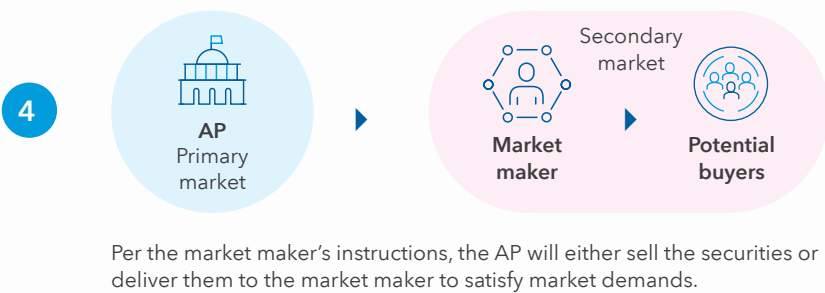 4
AP
Primary
market
Secondary
market
Market
maker
Potential
buyers
Per the market maker’s instructions, the AP will either sell the securities or
deliver them to the market maker to satisfy market demands.